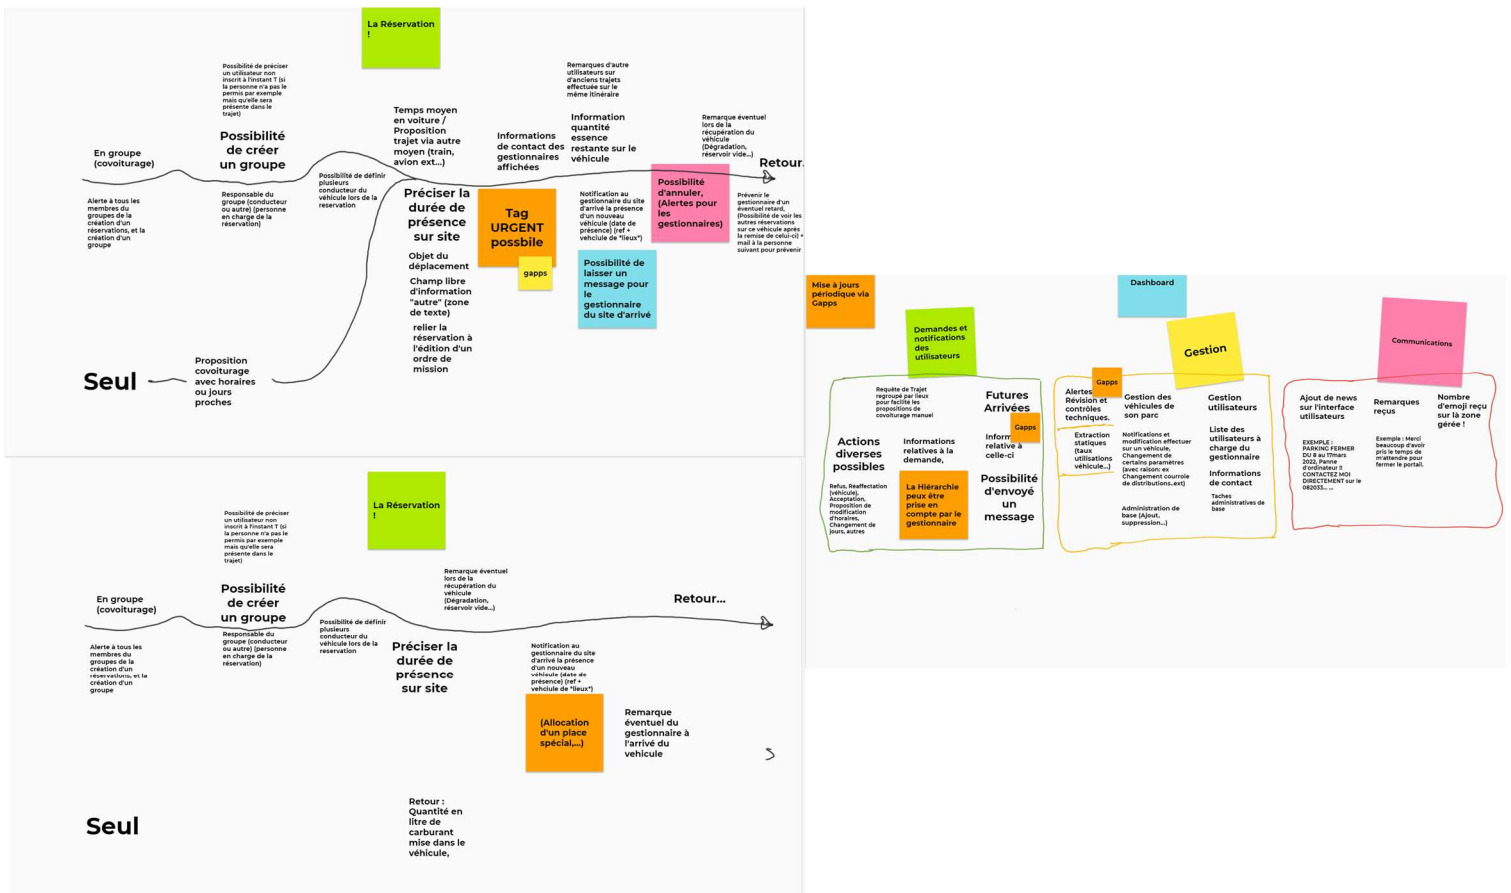 La Réservation
!
Possibilité de préciser
un utilisateur non
inscrit à l'instant T (si
la personne n'a pas le
permis par exemple
mais qu'elle sera
présente dans le
trajet)
En groupe
(covoiturage)
Possibilité
de créer
un groupe
Alerte à tous les
membres du
groupes de la
création d'un
réservations, et la
création d'un
groupe
Responsable du
groupe (conducteur
ou autre) (personne
en charge de la
réservation)
Possibilité de définir
plusieurs
conducteur du
véhicule lors de la
reservation
Temps moyen
en voiture /
Proposition
trajet via autre
moyen (train,
avion ext...)
Informations
de contact des
gestionnaires
affichées
Remarques d'autre
utilisateurs sur
d'anciens trajets
effectuée sur le
même itinéraire
Information
quantité
essence
restante sur le
véhicule
Remarque éventuel
lors de la
récupération du
véhicule
(Dégradation,
réservoir vide...)
Retour.
Préciser la
durée de
présence
sur site
Objet du
déplacement
Champ libre
d'information
"autre" (zone
de texte)
relier la
réservation à
l'édition d'un
ordre de
mission
Tag
URGENT
possbile
gapps
Notification au
gestionnaire du site
d'arrivé la présence
d'un nouveau
véhicule (date de
présence) (ref +
vehciule de "lieux")
Possibilité de
laisser un
message pour
le
gestionnaire
du site d'arrivé
Possibilité
d'annuler,
(Alertes pour
les
gestionnaires)
Prévenir le
gestionnaire d'un
éventuel retard,
(Possibilité de voir les
autres réservations
sur ce véhicule après
la remise de celui-ci) +
mail à la personne
suivant pour prévenir
Seul
Proposition
covoiturage
avec horaires
ou jours
proches
La Réservation
!
Possibilité de préciser
un utilisateur non
inscrit à l'instant T (si
la personne n'a pas le
permis par exemple
mais qu'elle sera
présente dans le
trajet)
En groupe
(covoiturage)
Possibilité
de créer
un groupe
Alerte à tous les
membres du
groupes de la
création d'un
réservations, et la
création d'un
groupe
Responsable du
groupe (conducteur
ou autre) (personne
en charge de la
réservation)
Possibilité de définir
plusieurs
conducteur du
véhicule lors de la
reservation
Remarque éventuel
lors de la
récupération du
véhicule
(Dégradation,
réservoir vide...)
Retour...
Préciser la
durée de
présence
sur site
Notification au
gestionnaire du site
d'arrivé la présence
d'un nouveau
véhicule (date de
présence) (ref +
vehciule de "lieux")
(Allocation
d'un place
spécial,...)
Remarque
éventuel du
gestionnaire à
l'arrivé du
vehicule
Seul
Retour :
Quantité en
litre de
carburant
mise dans le
véhicule,
Mise à jours
périodique via
Gapps
Dashboard
Demandes et
notifications
des
utilisateurs
Requête de Trajet
regroupé par lieux
pour facilité les
propositions de
covoiturage manuel
Futures
Arrivées
Gapps
Inform
relative à
celle-ci
Actions
diverses
possibles
Informations
relatives à la
demande,
Refus, Réaffectation
(véhicule),
Acceptation,
Proposition de
modification
d'horaires,
Changement de
jours, autres
La Hiérarchie
peux être
prise en
compte par le
gestionnaire
Possibilité
d'envoyé
un
message
Gestion
Gapps
Alertes
Révision et
contrôles
techniques.
Extraction
statiques
(taux
utilisations
véhicule...)
Gestion des
véhicules de
son parc
Notifications et
modification effectuer
sur un véhicule,
Changement de
certains paramètres
(avec raison: ex
Changement courroie
de distributions..ext)
Administration de
base (Ajout,
suppression...)
Gestion
utilisateurs
Liste des
utilisateurs à
charge du
gestionnaire
Informations
de contact
Taches
administratives de
base
Communications
Ajout de news
sur l'interface
utilisateurs
EXEMPLE :
PARKING FERMER
DU 8 au 17mars
2022, Panne
d'ordinateur !!
CONTACTEZ MOI
DIRECTEMENT sur le
082033... ...
Remarques
reçus
Exemple : Merci
beaucoup d'avoir
pris le temps de
m'attendre pour
fermer le portail.
Nombre
d'emoji reçu
sur là zone
gérée !